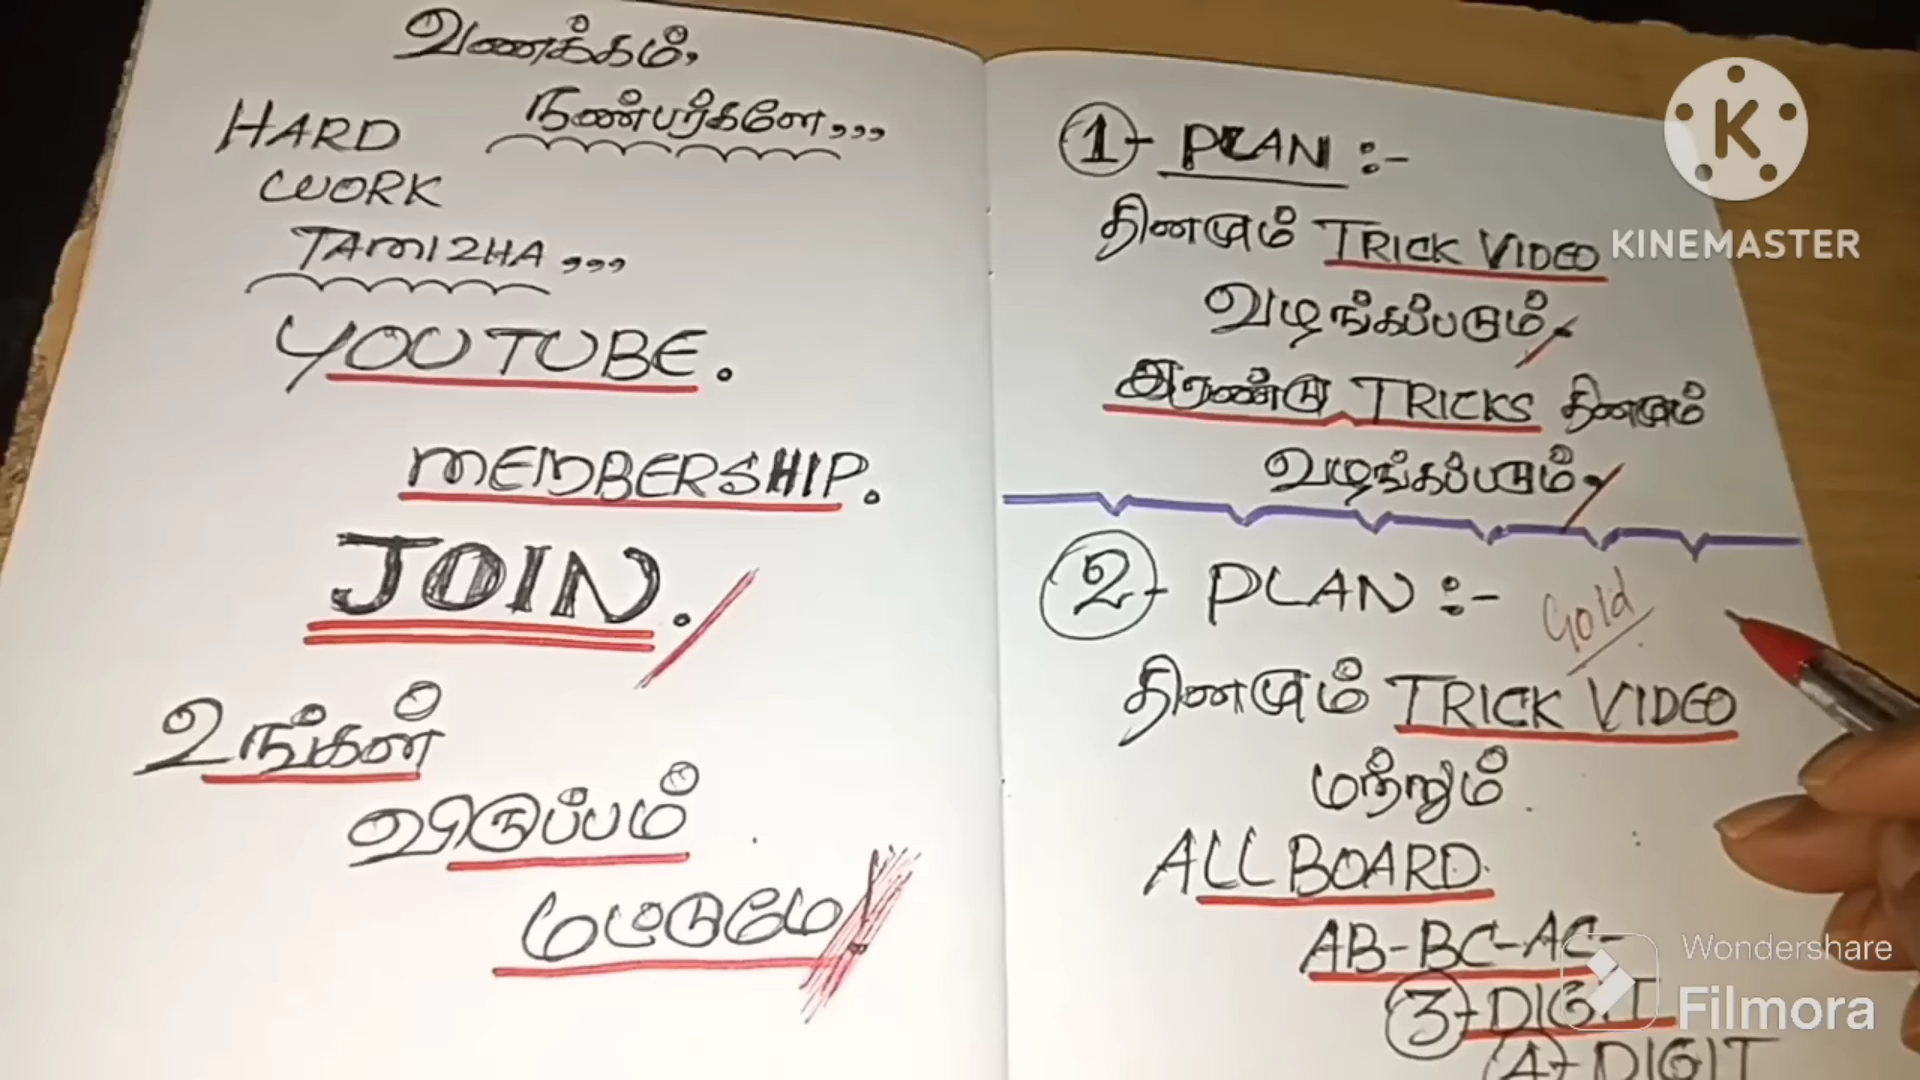 வணக்கம்,
நண்பர்களே,,,
HARD
WORK
TAMIZHA,,,
YOUTUBE.
MEMBERSHIP.
JOIN.
உங்கள்
விருப்பம்
மட்டுமே!
1- PLAN :-
தினமும் TRICK VIDEO
வழங்கப்படும்,
இரண்டு TRICKS தினமும்
வழங்கப்படும்,
2- PLAN :- Gold
தினமும் TRICK VIDEO
மற்றும்
ALL BOARD.
AB-BC-AC-
3-DIGIT
4-DIGIT
KINEMASTER
Wondershare
Filmora